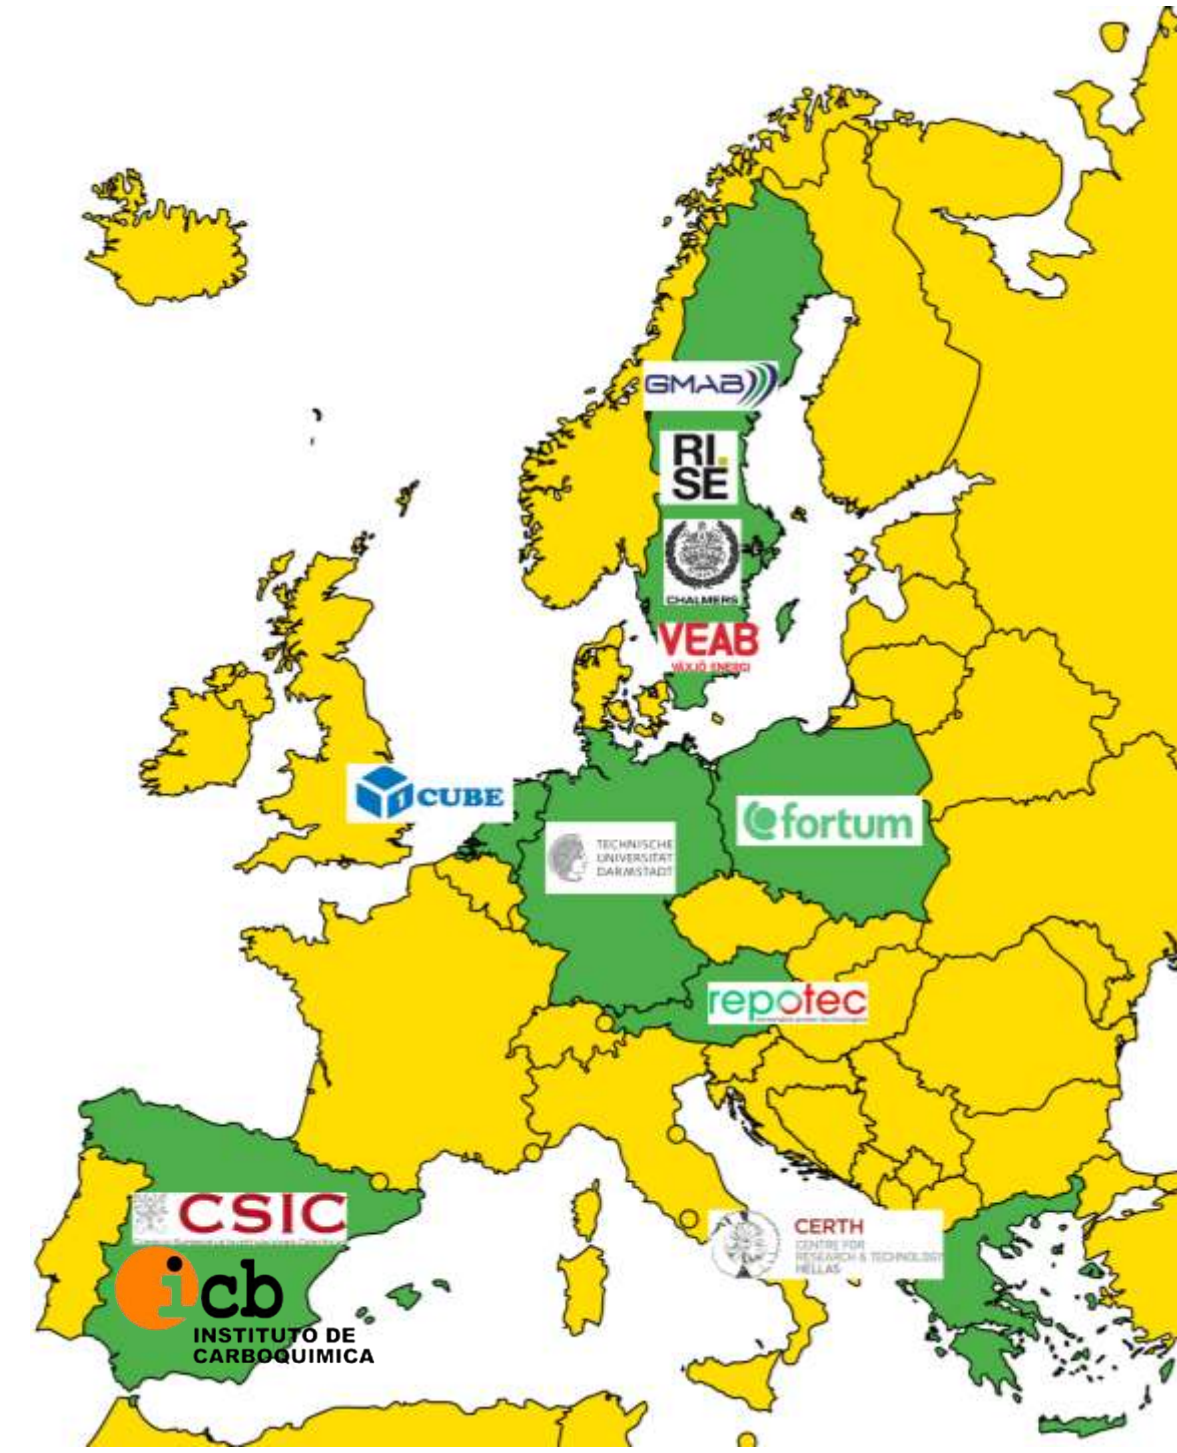 GMAB
RI.
SE
CHALMERS
VEAB
VÄXJÖ ENERGI
1
CUBE
fortum
TECHNISCHE
UNIVERSITÄT
DARMSTADT
repotec
CSIC
icb
INSTITUTO DE
CARBOQUIMICA
CERTH
CENTRE FOR
RESEARCH & TECHNOLOGY
HELLAS